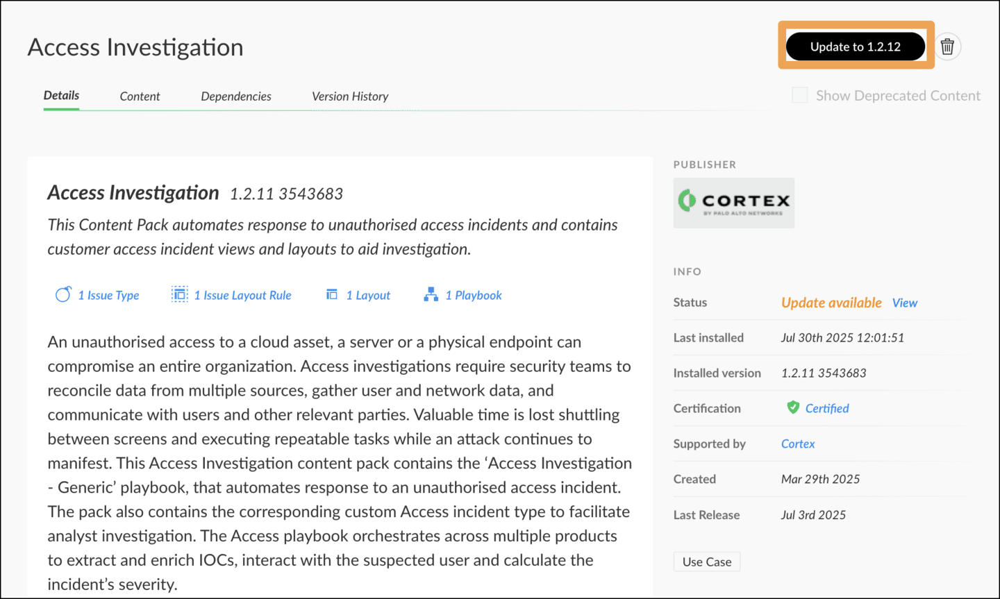 Access Investigation
Update to 1.2.12
Details
Content
Dependencies
Version History
Show Deprecated Content
Access Investigation 1.2.11 3543683
This Content Pack automates response to unauthorised access incidents and contains
customer access incident views and layouts to aid investigation.
1 Issue Type
1 Issue Layout Rule
1 Layout
1 Playbook
An unauthorised access to a cloud asset, a server or a physical endpoint can
compromise an entire organization. Access investigations require security teams to
reconcile data from multiple sources, gather user and network data, and
communicate with users and other relevant parties. Valuable time is lost shuttling
between screens and executing repeatable tasks while an attack continues to
manifest. This Access Investigation content pack contains the ‘Access Investigation
- Generic’ playbook, that automates response to an unauthorised access incident.
The pack also contains the corresponding custom Access incident type to facilitate
analyst investigation. The Access playbook orchestrates across multiple products
to extract and enrich IOCs, interact with the suspected user and calculate the
incident’s severity.
PUBLISHER
CORTEX
BY PALO ALTO NETWORKS
INFO
Status Update available View
Last installed Jul 30th 2025 12:01:51
Installed version 1.2.11 3543683
Certification Certified
Supported by Cortex
Created Mar 29th 2025
Last Release Jul 3rd 2025
Use Case